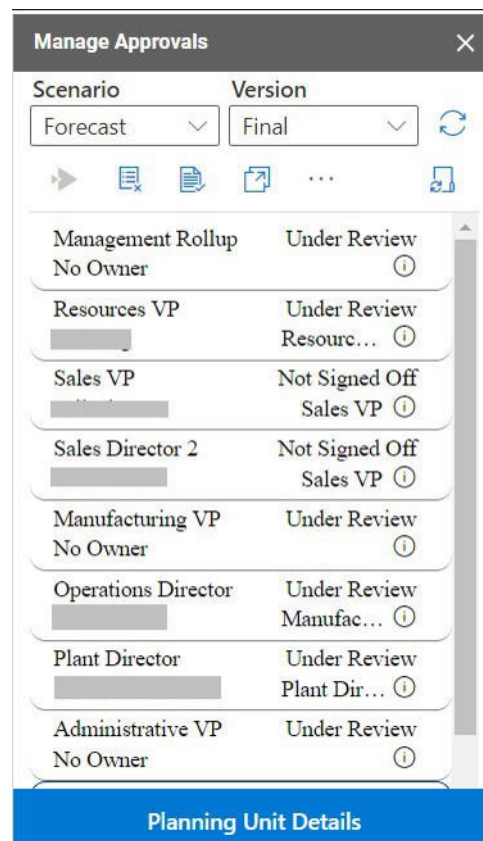 Manage Approvals
Scenario Version
Forecast Final
Management Rollup Under Review
No Owner
Resources VP Under Review
Resourc...
Sales VP Not Signed Off
Sales VP
Sales Director 2 Not Signed Off
Sales VP
Manufacturing VP Under Review
No Owner
Operations Director Under Review
Manufac...
Plant Director Under Review
Plant Dir...
Administrative VP Under Review
No Owner
Planning Unit Details